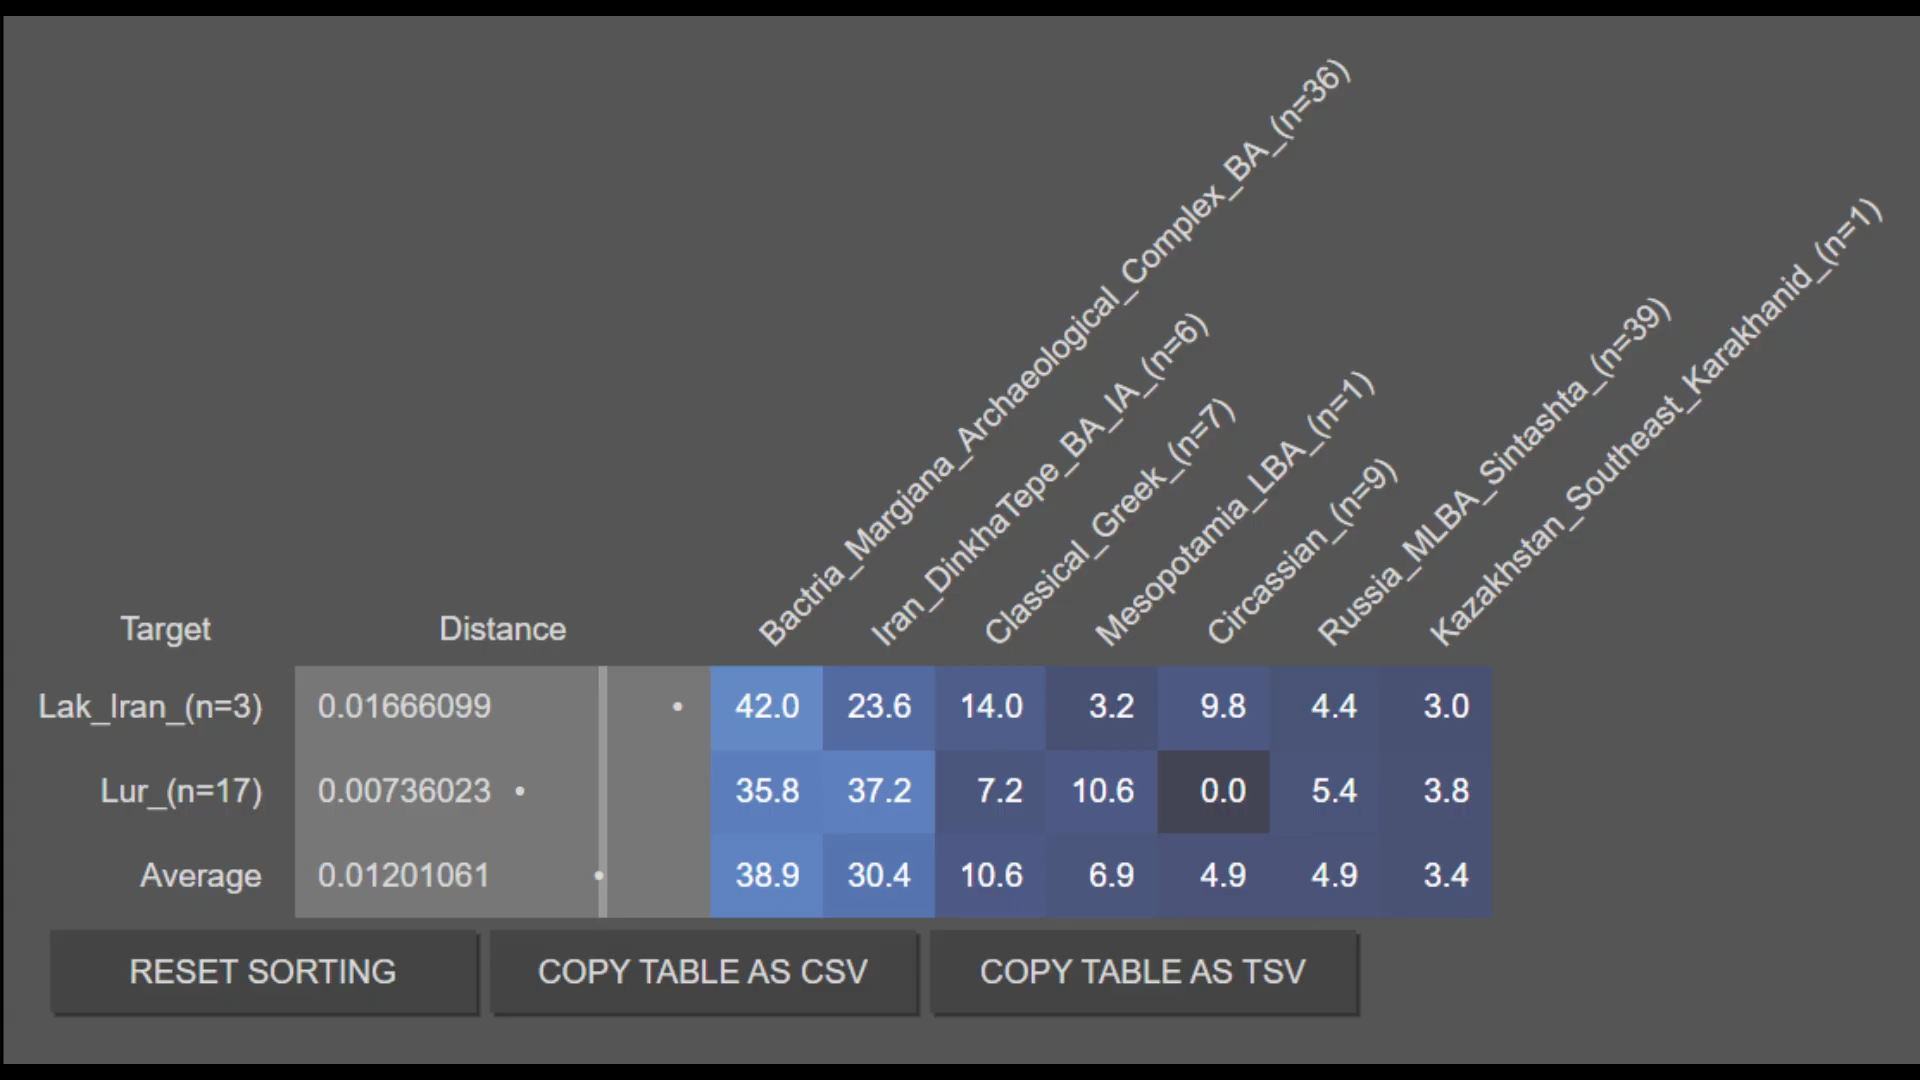 Bactria_Margiana_Archaeological_Complex_BA_(n=36)
Iran_DinkhaTepe_BA_IA_(n=6)
Classical_Greek_(n=7)
Mesopotamia_LBA_(n=1)
Circassian_(n=9)
Russia_MLBA_Sintashta_(n=39)
Kazakhstan_Southeast_Karakhanid_(n=1)
Target Distance
Lak_Iran_(n=3) 0.01666099 42.0 23.6 14.0 3.2 9.8 4.4 3.0
Lur_(n=17) 0.00736023 35.8 37.2 7.2 10.6 0.0 5.4 3.8
Average 0.01201061 38.9 30.4 10.6 6.9 4.9 4.9 3.4
RESET SORTING COPY TABLE AS CSV COPY TABLE AS TSV